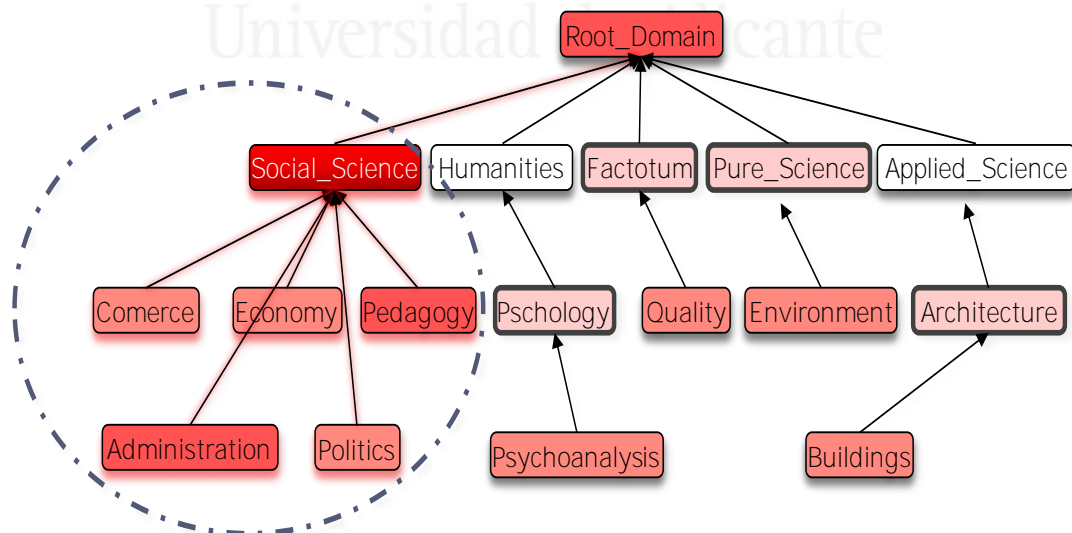 Universidad de Alicante
Root_Domain
Social_Science
Humanities
Factotum
Pure_Science
Applied_Science
Comerce
Economy
Pedagogy
Pschology
Quality
Environment
Architecture
Administration
Politics
Psychoanalysis
Buildings